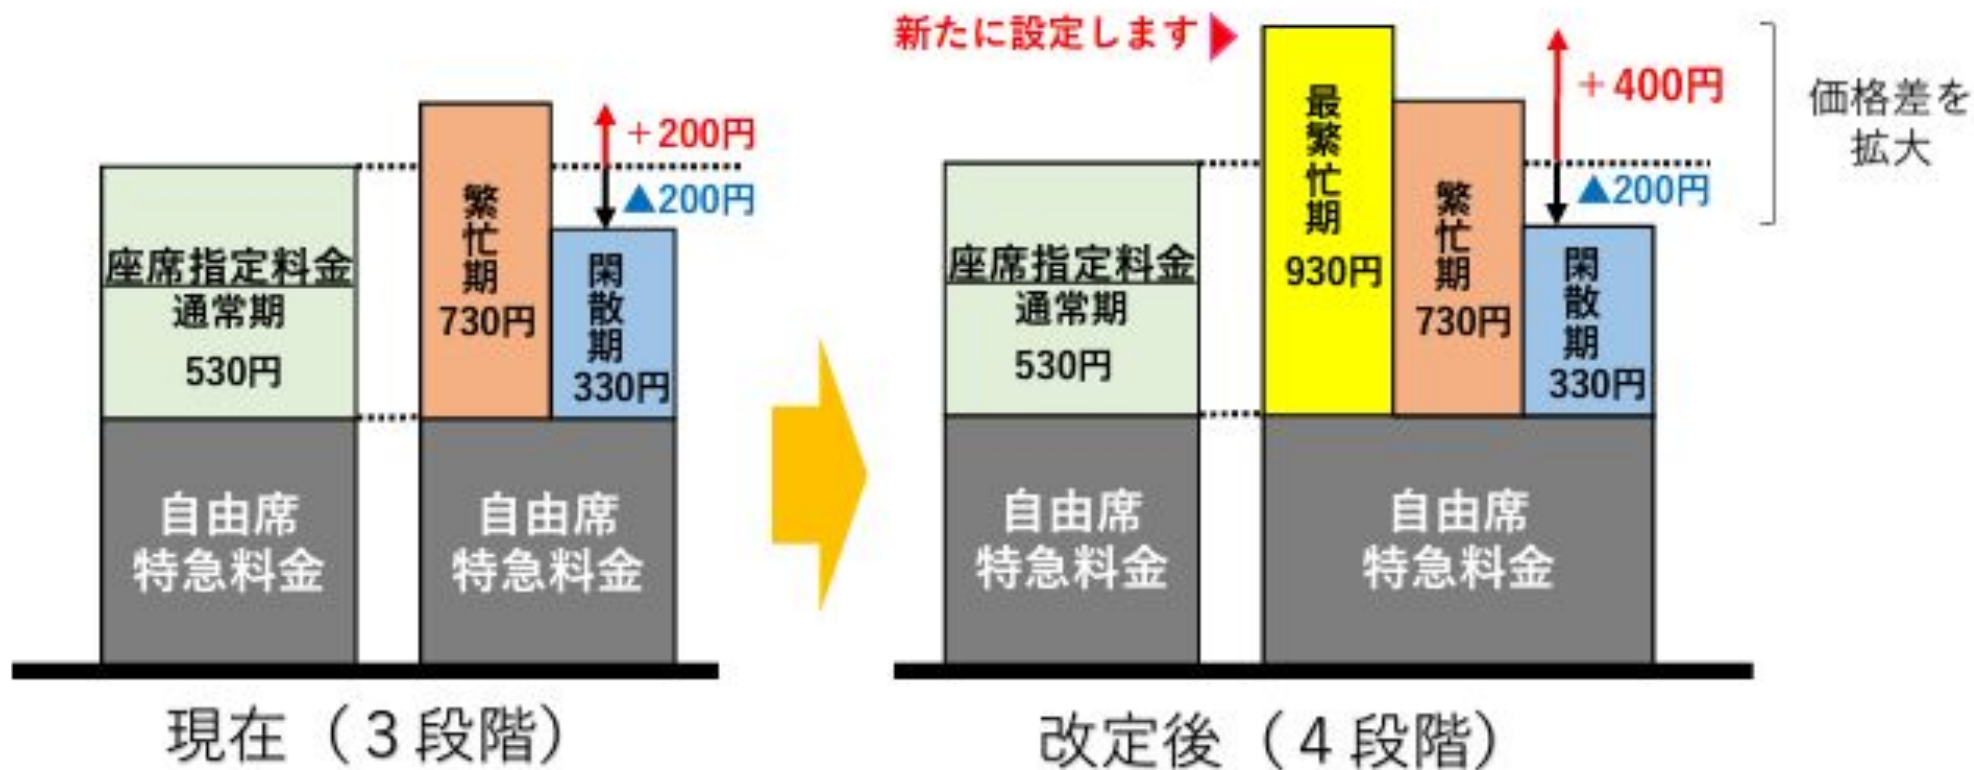 新たに設定します▶
+200円
▲200円
座席指定料金
通常期
530円
繁忙期
730円
閑散期
330円
自由席
特急料金
自由席
特急料金
現在（3段階）
+400円
▲200円
価格差を
拡大
座席指定料金
通常期
530円
最繁忙期
930円
繁忙期
730円
閑散期
330円
自由席
特急料金
自由席
特急料金
改定後（4段階）